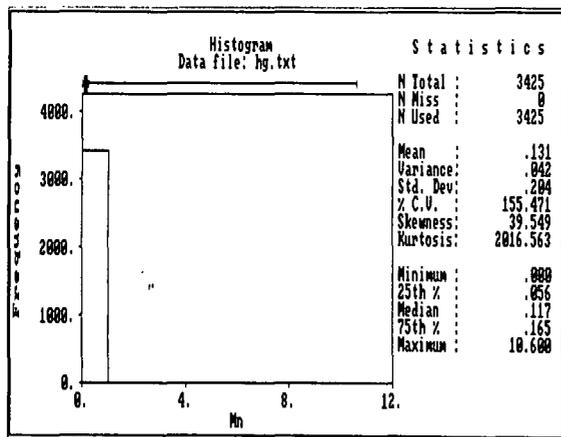 Histogram
Data file: hg.txt
Statistics
N Total : 3425
N Miss : 0
N Used : 3425
Mean : .131
Variance: .042
Std. Dev: .204
% C.V. : 155.471
Skewness: 39.549
Kurtosis: 2016.563
Minimum : .000
25th % : .056
Median : .117
75th % : .165
Maximum : 10.600
Frequency
4000.
3000.
2000.
1000.
0.
0. 4. 8. 12.
Mn